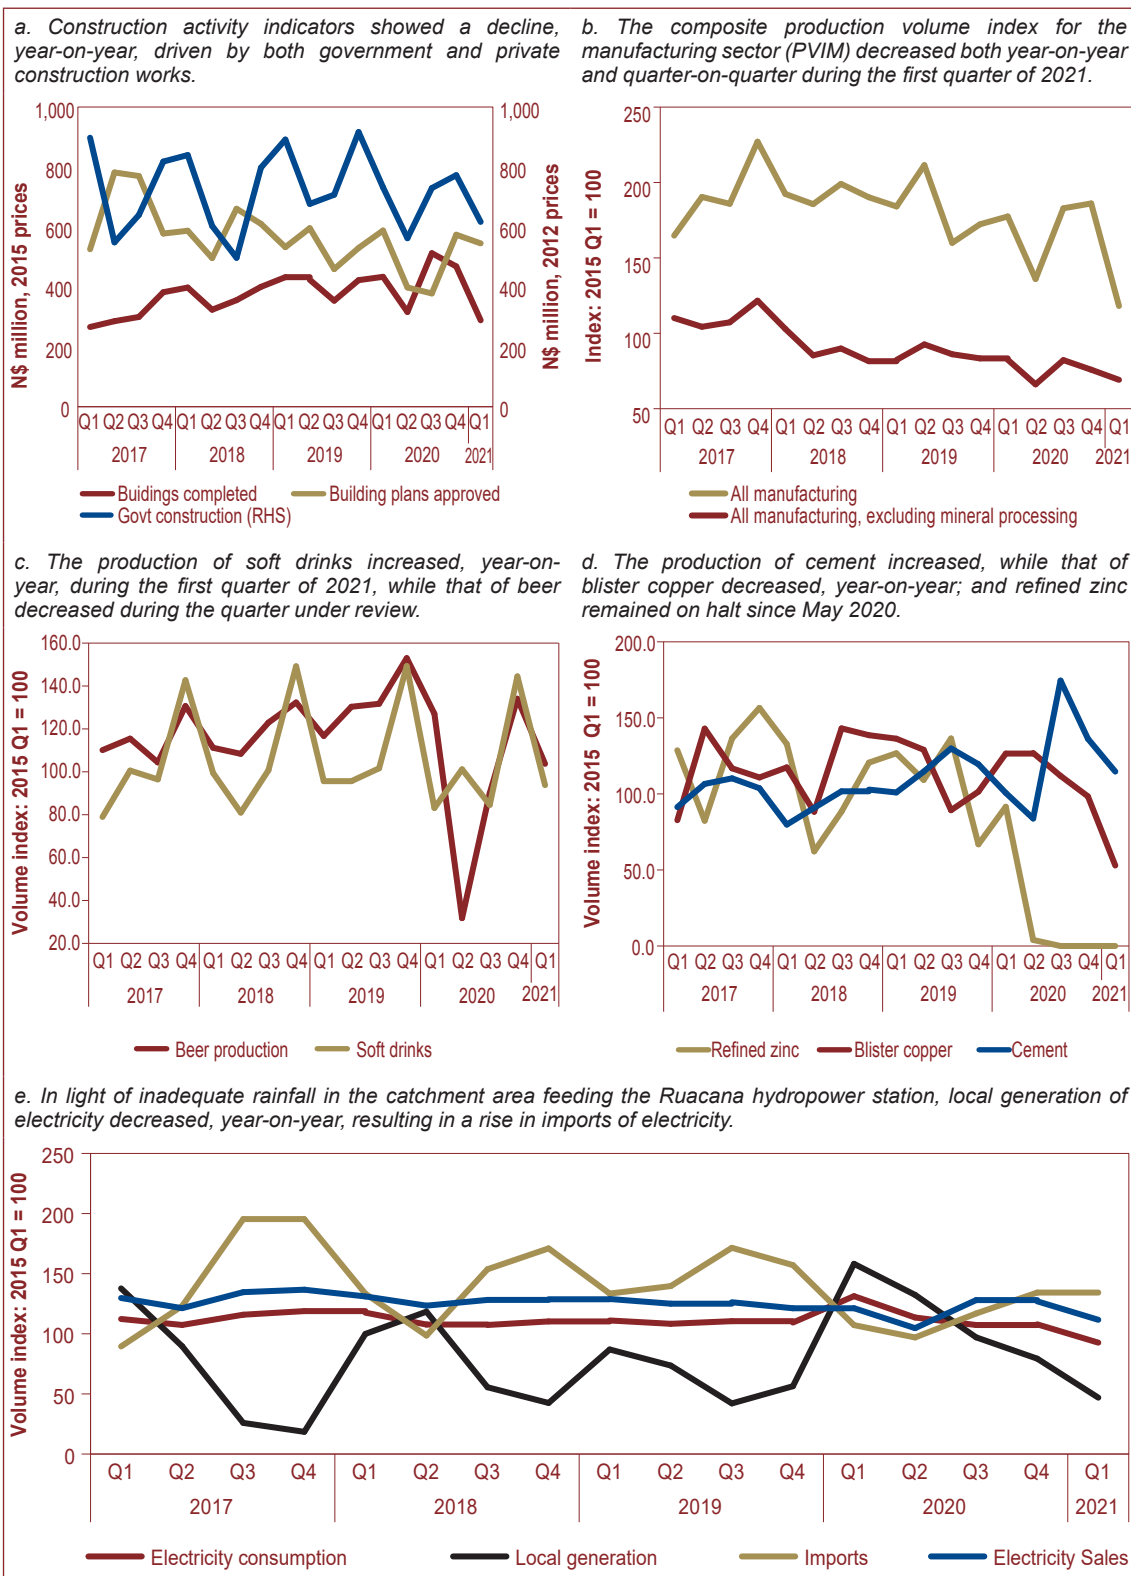 a. Construction activity indicators showed a decline,
year-on-year, driven by both government and private
construction works.
1,000
800
600
400
200
0
N$ million, 2015 prices
1,000
800
600
400
200
0
N$ million, 2012 prices
Q1 Q2 Q3 Q4 Q1 Q2 Q3 Q4 Q1 Q2 Q3 Q4 Q1 Q2 Q3 Q4 Q1
2017 2018 2019 2020 2021
Buidings completed Building plans approved
Govt construction (RHS)
b. The composite production volume index for the
manufacturing sector (PVIM) decreased both year-on-year
and quarter-on-quarter during the first quarter of 2021.
250
200
150
100
50
Index: 2015 Q1 = 100
Q1 Q2 Q3 Q4 Q1 Q2 Q3 Q4 Q1 Q2 Q3 Q4 Q1 Q2 Q3 Q4 Q1
2017 2018 2019 2020 2021
All manufacturing
All manufacturing, excluding mineral processing
c. The production of soft drinks increased, year-on-
year, during the first quarter of 2021, while that of beer
decreased during the quarter under review.
160.0
140.0
120.0
100.0
80.0
60.0
40.0
20.0
Volume index: 2015 Q1 = 100
Q1 Q2 Q3 Q4 Q1 Q2 Q3 Q4 Q1 Q2 Q3 Q4 Q1 Q2 Q3 Q4 Q1
2017 2018 2019 2020 2021
Beer production Soft drinks
d. The production of cement increased, while that of
blister copper decreased, year-on-year; and refined zinc
remained on halt since May 2020.
200.0
150.0
100.0
50.0
0.0
Volume index: 2015 Q1 = 100
Q1 Q2 Q3 Q4 Q1 Q2 Q3 Q4 Q1 Q2 Q3 Q4 Q1 Q2 Q3 Q4 Q1
2017 2018 2019 2020 2021
Refined zinc Blister copper Cement
e. In light of inadequate rainfall in the catchment area feeding the Ruacana hydropower station, local generation of
electricity decreased, year-on-year, resulting in a rise in imports of electricity.
250
200
150
100
50
0
Volume index: 2015 Q1 = 100
Q1 Q2 Q3 Q4 Q1 Q2 Q3 Q4 Q1 Q2 Q3 Q4 Q1 Q2 Q3 Q4 Q1
2017 2018 2019 2020 2021
Electricity consumption Local generation Imports Electricity Sales